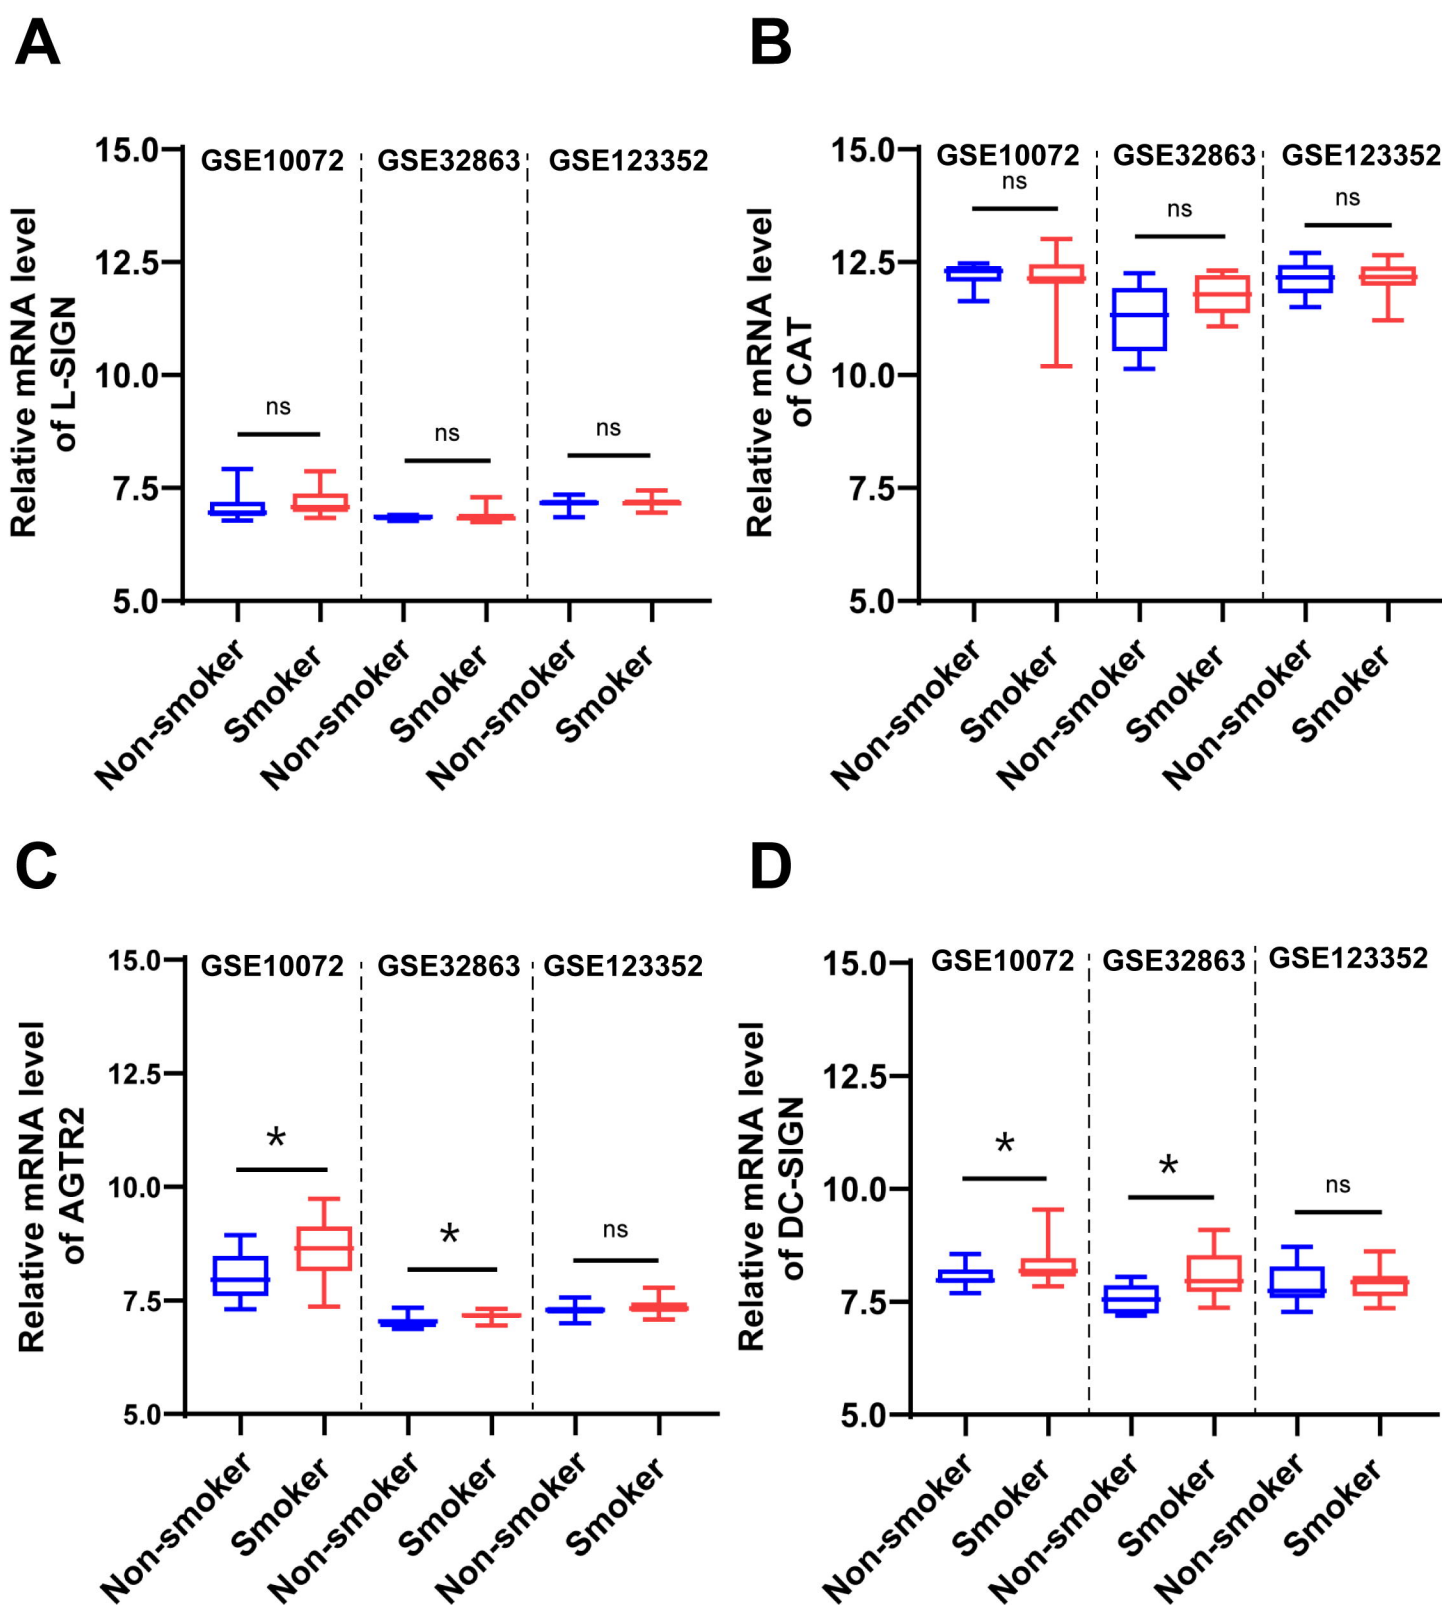 A
Relative mRNA level
of L-SIGN
15.0
12.5
10.0
7.5
5.0
GSE10072
GSE32863
GSE123352
ns
ns
ns
Non-smoker
Smoker
Non-smoker
Smoker
Non-smoker
Smoker
B
Relative mRNA level
of CAT
15.0
12.5
10.0
7.5
5.0
GSE10072
GSE32863
GSE123352
ns
ns
ns
Non-smoker
Smoker
Non-smoker
Smoker
Non-smoker
Smoker
C
Relative mRNA level
of AGTR2
15.0
12.5
10.0
7.5
5.0
GSE10072
GSE32863
GSE123352
*
*
ns
Non-smoker
Smoker
Non-smoker
Smoker
Non-smoker
Smoker
D
Relative mRNA level
of DC-SIGN
15.0
12.5
10.0
7.5
5.0
GSE10072
GSE32863
GSE123352
*
*
ns
Non-smoker
Smoker
Non-smoker
Smoker
Non-smoker
Smoker